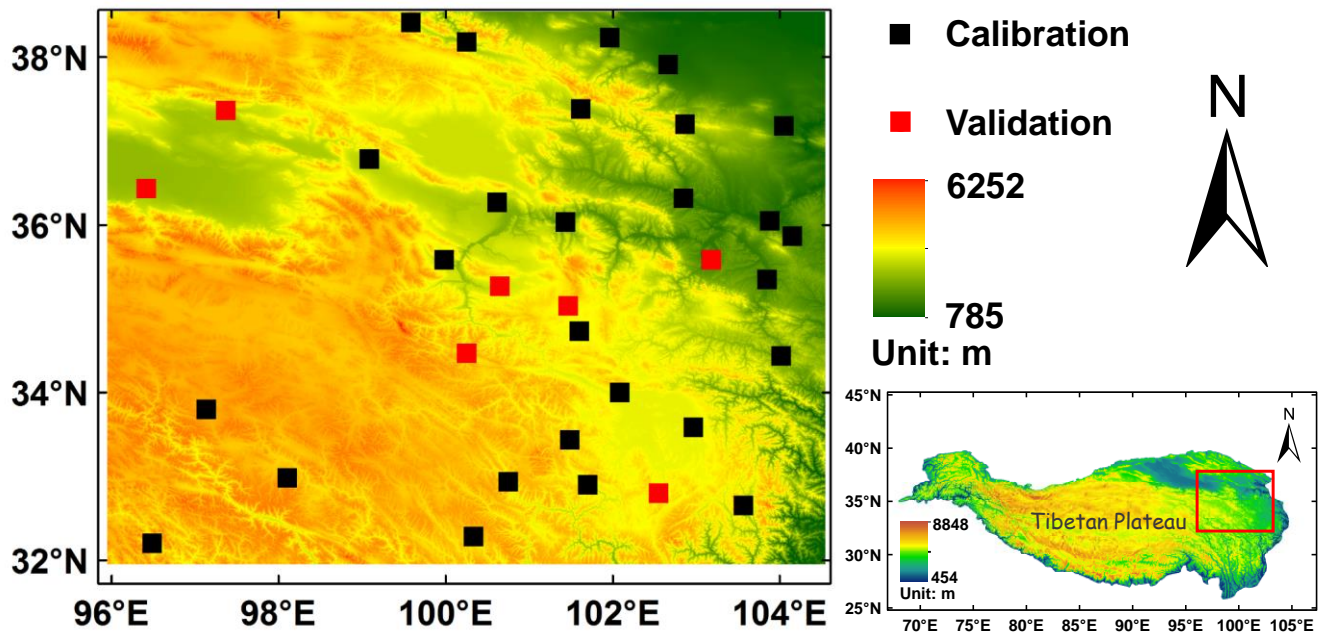 38°N
36°N
34°N
32°N
96°E 98°E 100°E 102°E 104°E
Calibration
Validation
6252
785
Unit: m
N
45°N
40°N
35°N
30°N
25°N
N
Tibetan Plateau
8848
454
Unit: m
70°E 75°E 80°E 85°E 90°E 95°E 100°E 105°E